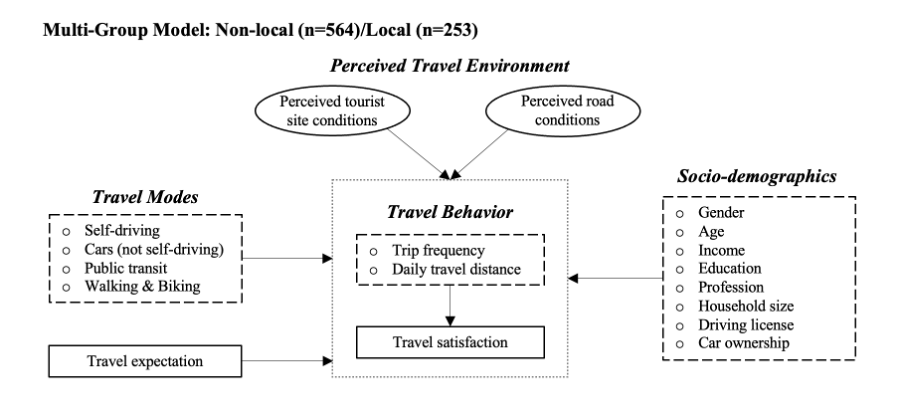 Multi-Group Model: Non-local (n=564)/Local (n=253)
Perceived Travel Environment
Perceived tourist
site conditions
Perceived road
conditions
Travel Modes
Self-driving
Cars (not self-driving)
Public transit
Walking & Biking
Travel expectation
Travel Behavior
Trip frequency
Daily travel distance
Travel satisfaction
Socio-demographics
Gender
Age
Income
Education
Profession
Household size
Driving license
Car ownership